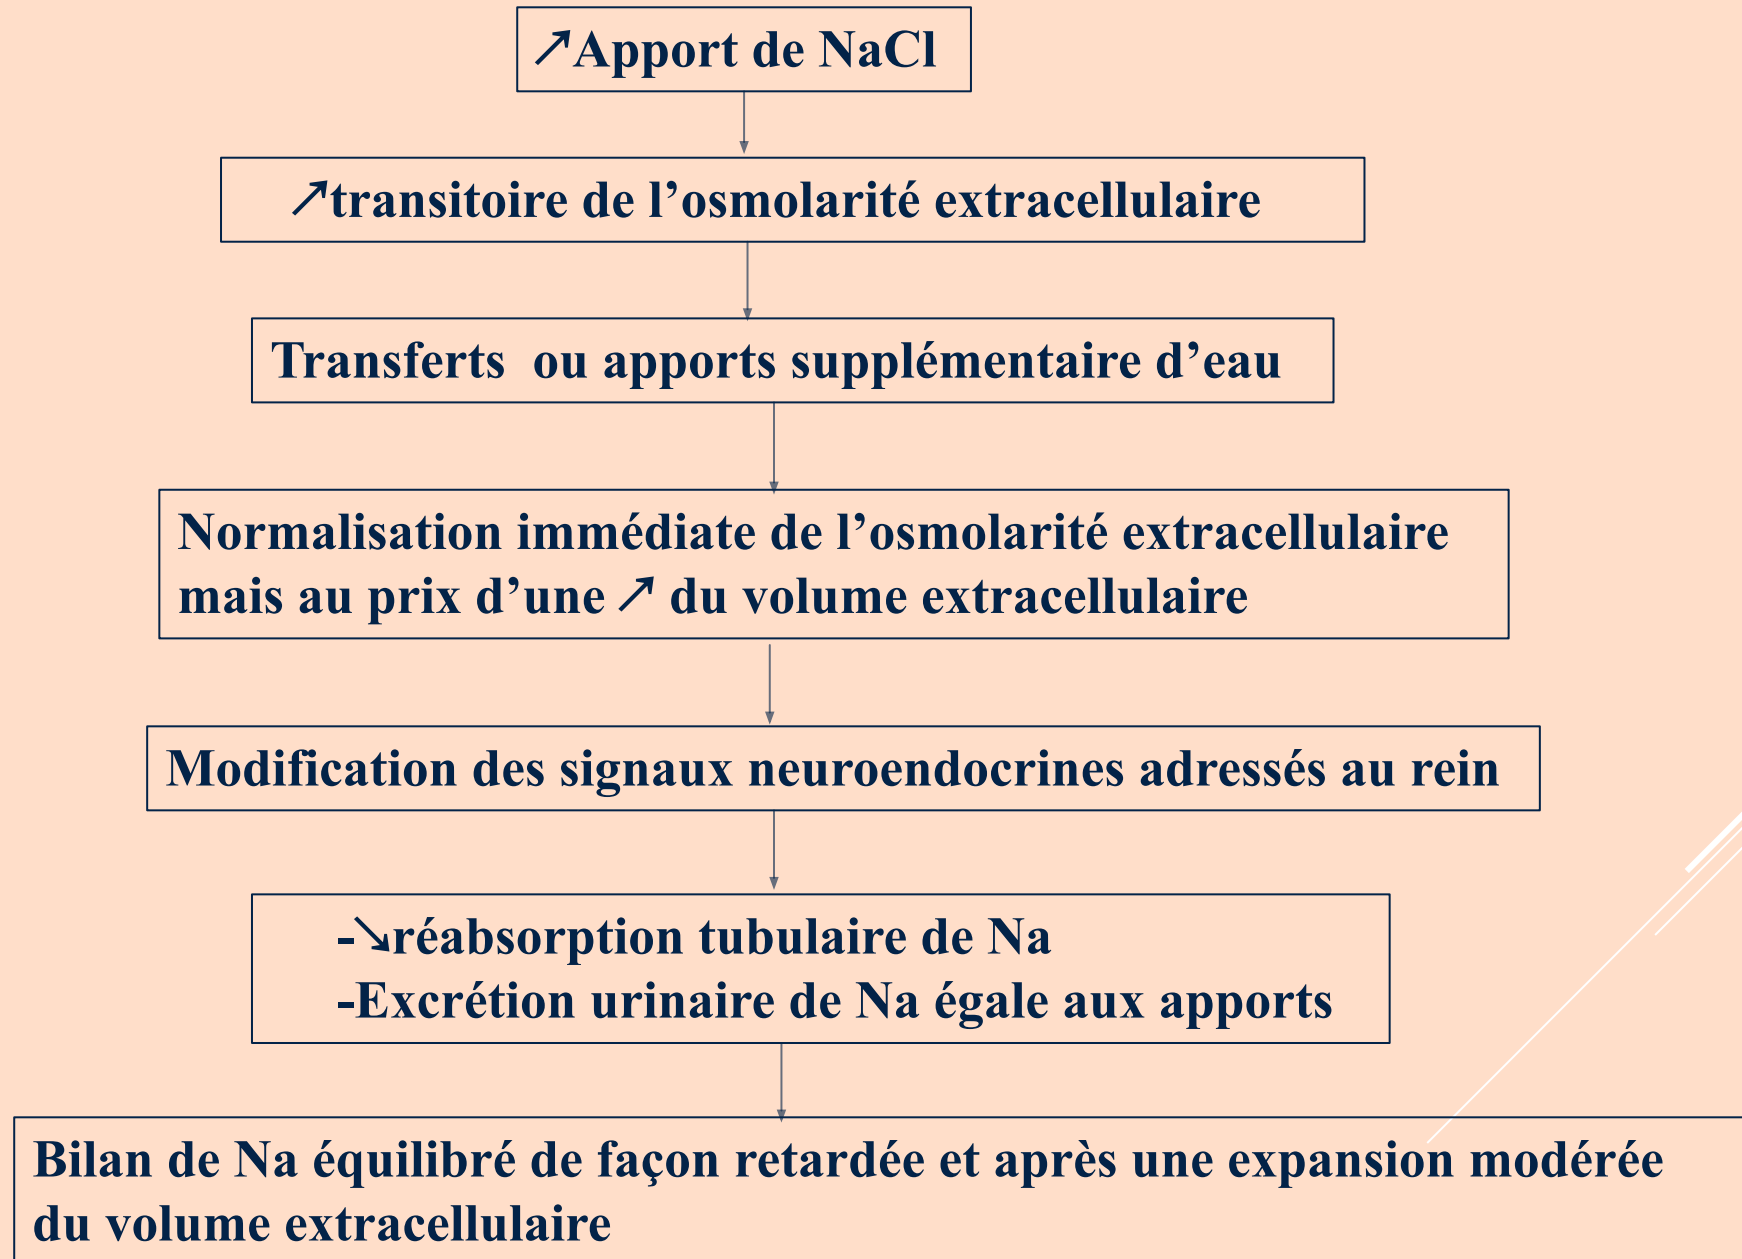 ↗Apport de NaCl
↗transitoire de l’osmolarité extracellulaire
Transferts ou apports supplémentaire d’eau
Normalisation immédiate de l’osmolarité extracellulaire
mais au prix d’une ↗ du volume extracellulaire
Modification des signaux neuroendocrines adressés au rein
-↘réabsorption tubulaire de Na
-Excrétion urinaire de Na égale aux apports
Bilan de Na équilibré de façon retardée et après une expansion modérée
du volume extracellulaire